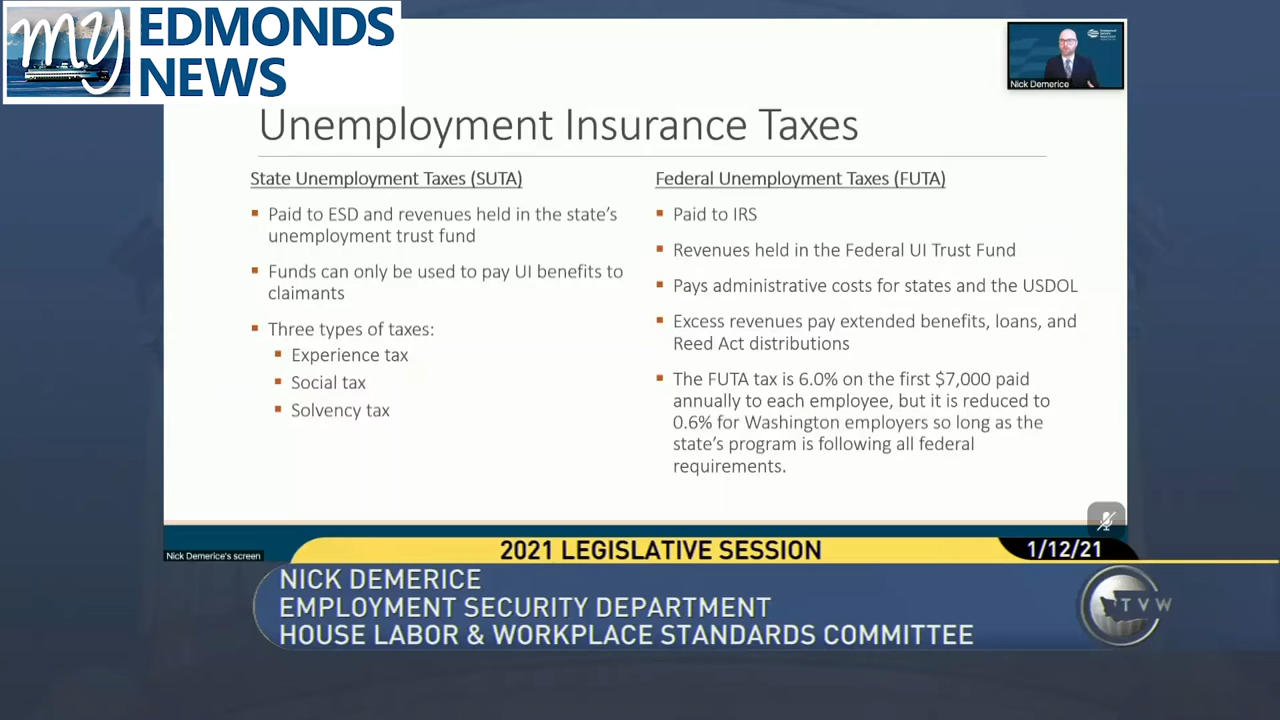 my EDMONDS
NEWS
Nick Demerice
Unemployment Insurance Taxes
State Unemployment Taxes (SUTA)
Paid to ESD and revenues held in the state's
unemployment trust fund
Funds can only be used to pay UI benefits to
claimants
Three types of taxes:
Experience tax
Social tax
Solvency tax
Federal Unemployment Taxes (FUTA)
Paid to IRS
Revenues held in the Federal UI Trust Fund
Pays administrative costs for states and the USDOL
Excess revenues pay extended benefits, loans, and
Reed Act distributions
The FUTA tax is 6.0% on the first $7,000 paid
annually to each employee, but it is reduced to
0.6% for Washington employers so long as the
state's program is following all federal
requirements.
Nick Demerice's screen
2021 LEGISLATIVE SESSION
1/12/21
NICK DEMERICE
EMPLOYMENT SECURITY DEPARTMENT
HOUSE LABOR & WORKPLACE STANDARDS COMMITTEE
TVW